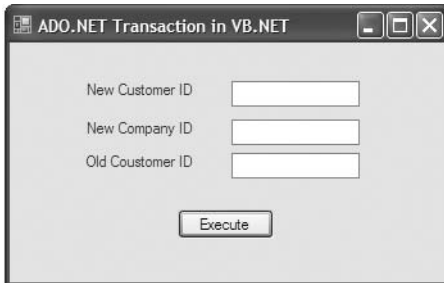 ADO.NET Transaction in VB.NET
New Customer ID
New Company ID
Old Coustomer ID
Execute